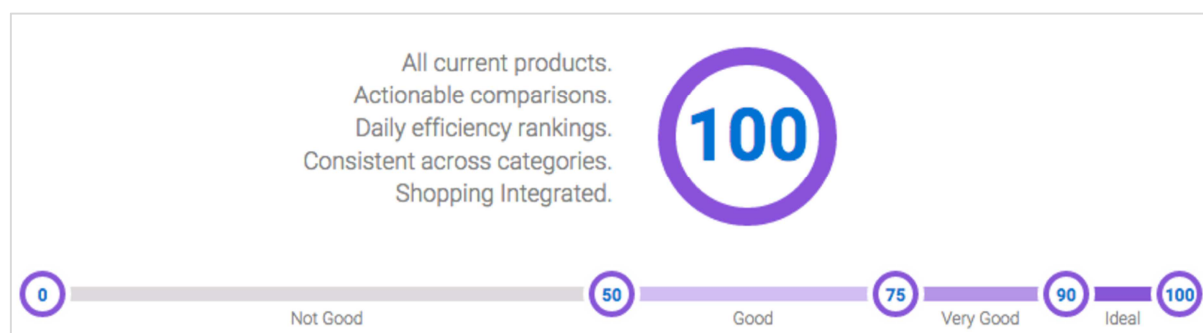 All current products.
Actionable comparisons.
Daily efficiency rankings.
Consistent across categories.
Shopping Integrated.
100
0
50
75
90
100
Not Good
Good
Very Good
Ideal